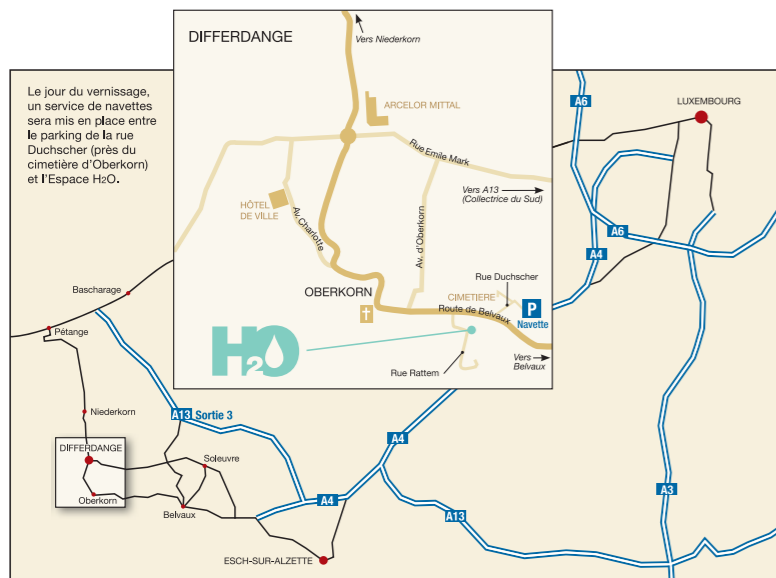 DIFFERDANGE
Vers Niederkorn
Le jour du vernissage,
un service de navettes
sera mis en place entre
le parking de la rue
Duchscher (près du
cimetière d'Oberkorn)
et l'Espace H2O.
ARCELOR MITTAL
Rue Emile Mark
Vers A13
(Collectrice du Sud)
HÔTEL
DE VILLE
Av. Charlotte
Av. d'Oberkorn
OBERKORN
Rue Duchscher
CIMETIERE
Route de Belvaux
P
Navette
H2O
Rue Rattem
Vers
Belvaux
A6
LUXEMBOURG
A6
A4
Bascharage
Pétange
Niederkorn
A13 Sortie 3
DIFFERDANGE
Oberkorn
Soleuvre
Belvaux
A4
A4
A13
A3
ESCH-SUR-ALZETTE